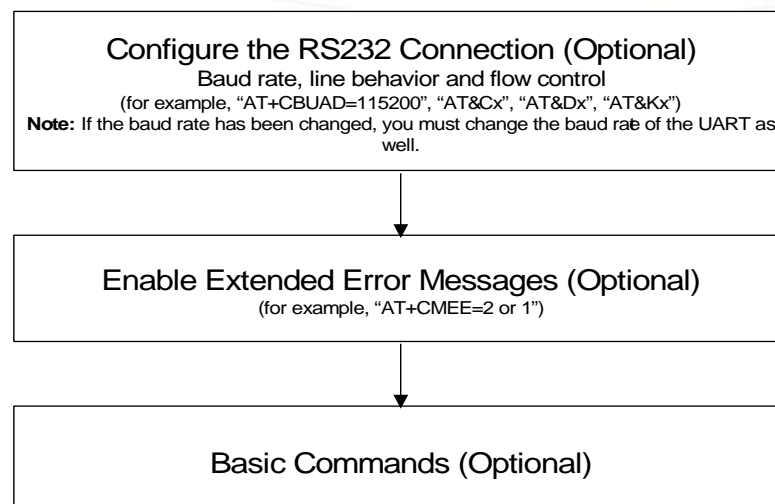 Configure the RS232 Connection (Optional)
Baud rate, line behavior and flow control
(for example, “AT+CBUAD=115200”, “AT&Cx”, “AT&Dx”, “AT&Kx”)
Note: If the baud rate has been changed, you must change the baud rate of the UART as
well.
Enable Extended Error Messages (Optional)
(for example, “AT+CMEE=2 or 1”)
Basic Commands (Optional)